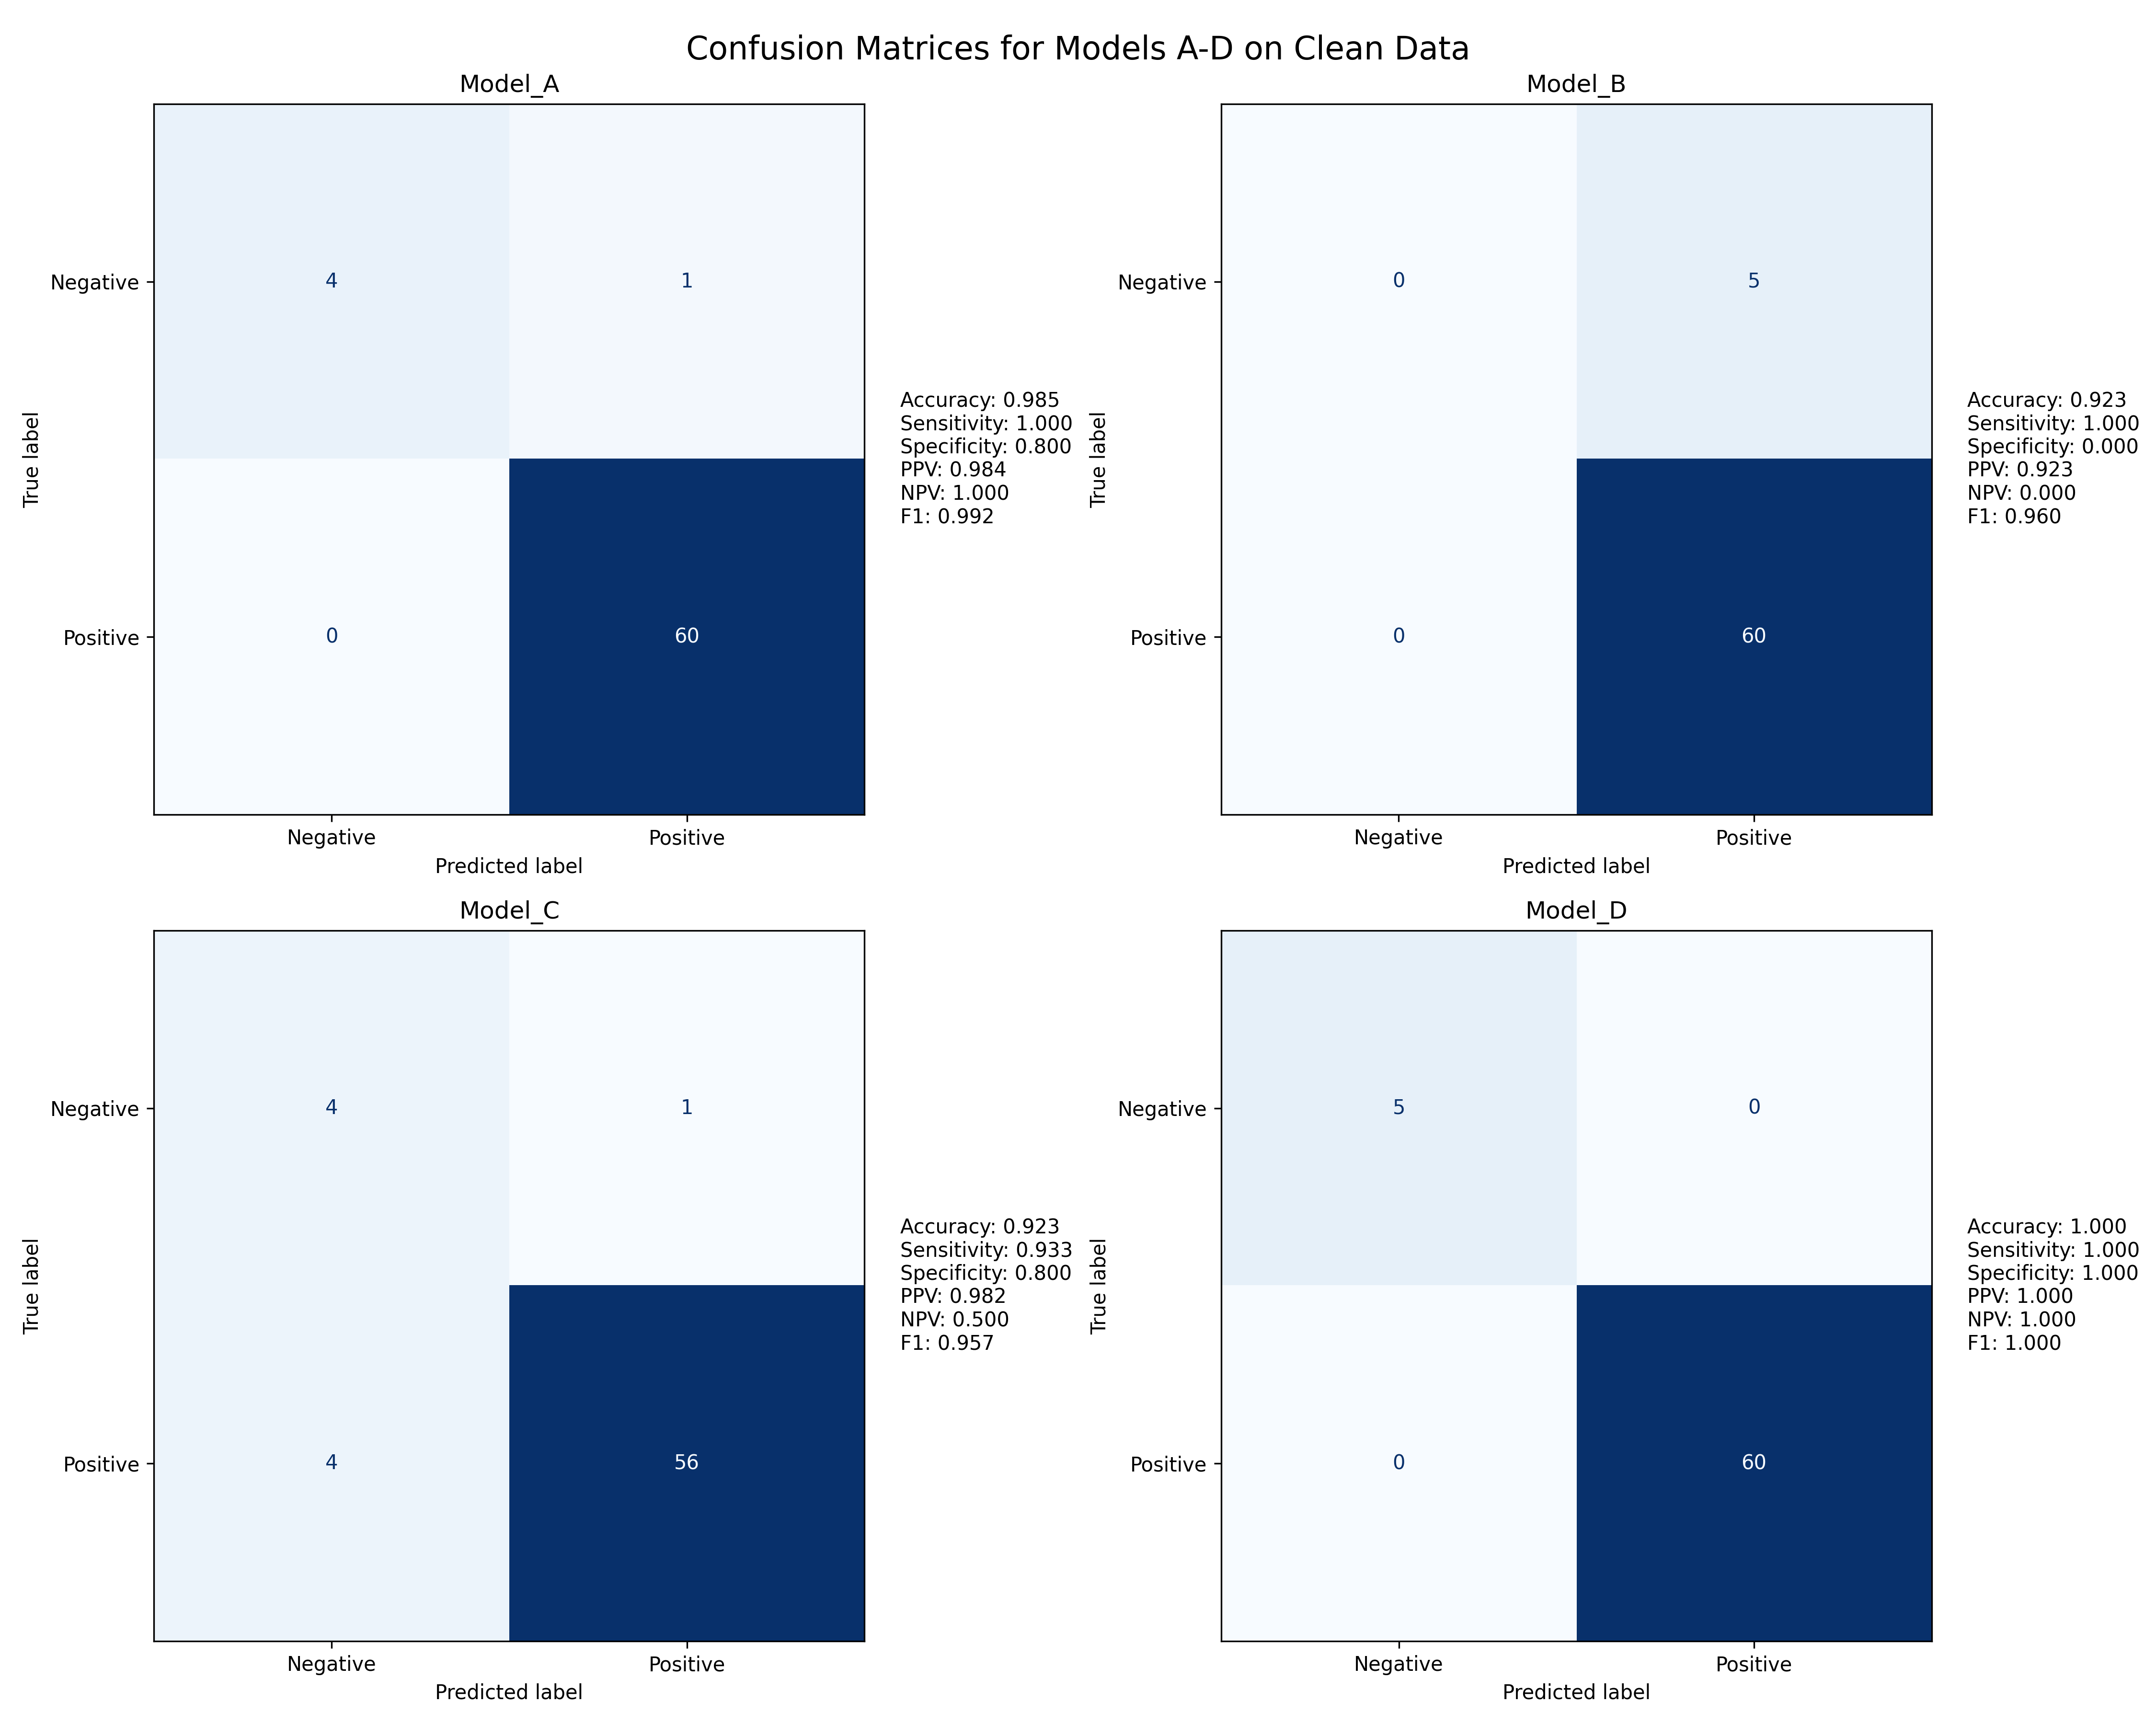 Confusion Matrices for Models A-D on Clean Data
Model_A
True label
Negative
4
1
Positive
0
60
Negative
Positive
Predicted label
Accuracy: 0.985
Sensitivity: 1.000
Specificity: 0.800
PPV: 0.984
NPV: 1.000
F1: 0.992
Model_B
True label
Negative
0
5
Positive
0
60
Negative
Positive
Predicted label
Accuracy: 0.923
Sensitivity: 1.000
Specificity: 0.000
PPV: 0.923
NPV: 0.000
F1: 0.960
Model_C
True label
Negative
4
1
Positive
4
56
Negative
Positive
Predicted label
Accuracy: 0.923
Sensitivity: 0.933
Specificity: 0.800
PPV: 0.982
NPV: 0.500
F1: 0.957
Model_D
True label
Negative
5
0
Positive
0
60
Negative
Positive
Predicted label
Accuracy: 1.000
Sensitivity: 1.000
Specificity: 1.000
PPV: 1.000
NPV: 1.000
F1: 1.000